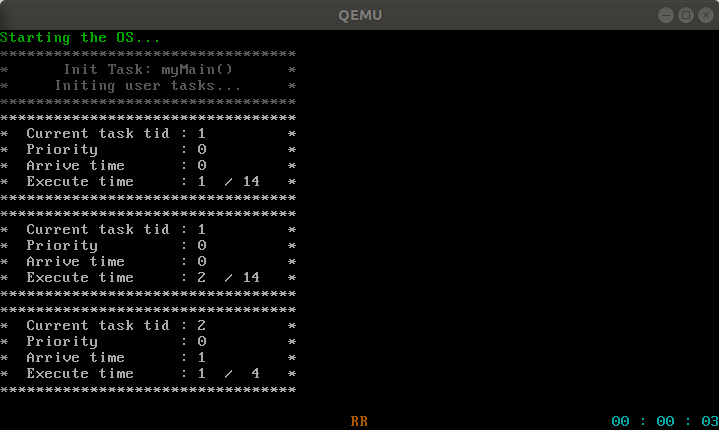 QEMU
Starting the OS...
*********************************
*      Init Task: myMain()      *
*     Initing user tasks...     *
*********************************
*********************************
*  Current task tid : 1         *
*  Priority         : 0         *
*  Arrive time      : 0         *
*  Execute time     : 1  / 14   *
*********************************
*********************************
*  Current task tid : 1         *
*  Priority         : 0         *
*  Arrive time      : 0         *
*  Execute time     : 2  / 14   *
*********************************
*********************************
*  Current task tid : 2         *
*  Priority         : 0         *
*  Arrive time      : 1         *
*  Execute time     : 1  /  4   *
*********************************
RR 00 : 00 : 03